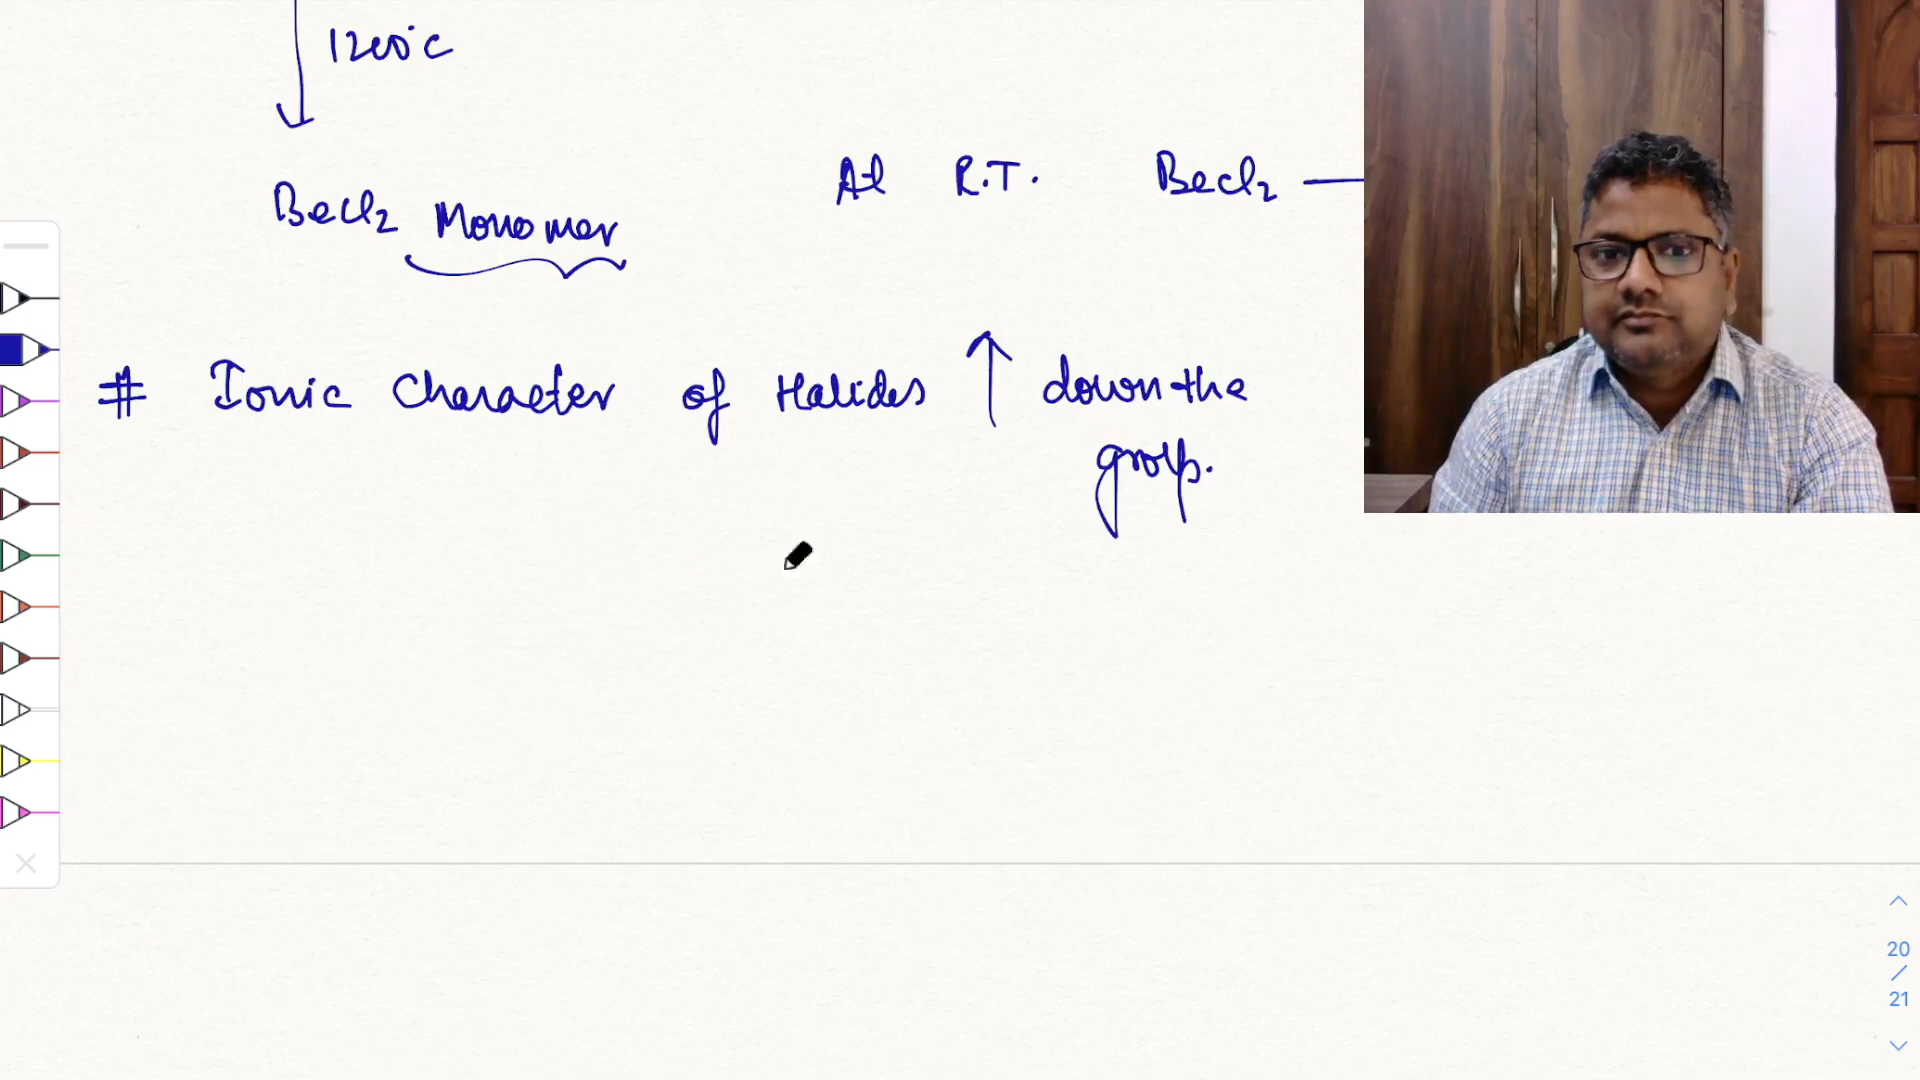 1200°c
BeCl2 Monomer
At R.T. BeCl2 —
# Ionic Character of Halides ↑ down the
group.
20
/
21